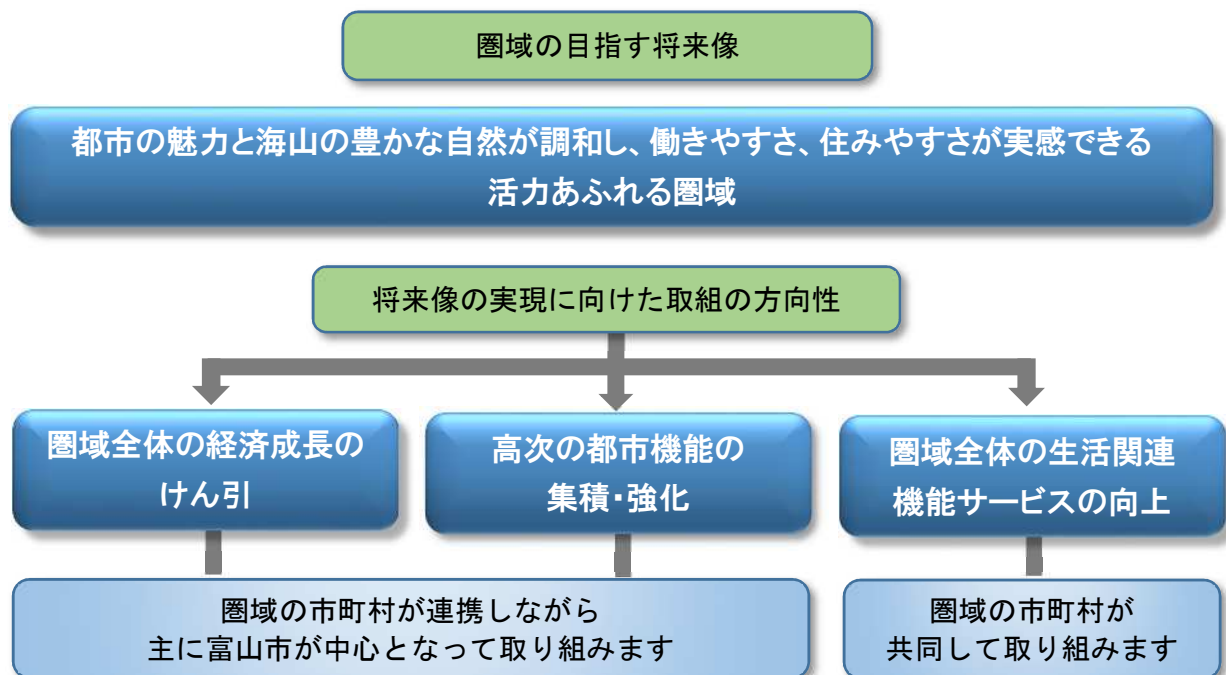 圏域の目指す将来像
都市の魅力と海山の豊かな自然が調和し、働きやすさ、住みやすさが実感できる
活力あふれる圏域
将来像の実現に向けた取組の方向性
圏域全体の経済成長の
けん引
高次の都市機能の
集積・強化
圏域全体の生活関連
機能サービスの向上
圏域の市町村が連携しながら
主に富山市が中心となって取り組みます
圏域の市町村が
共同して取り組みます